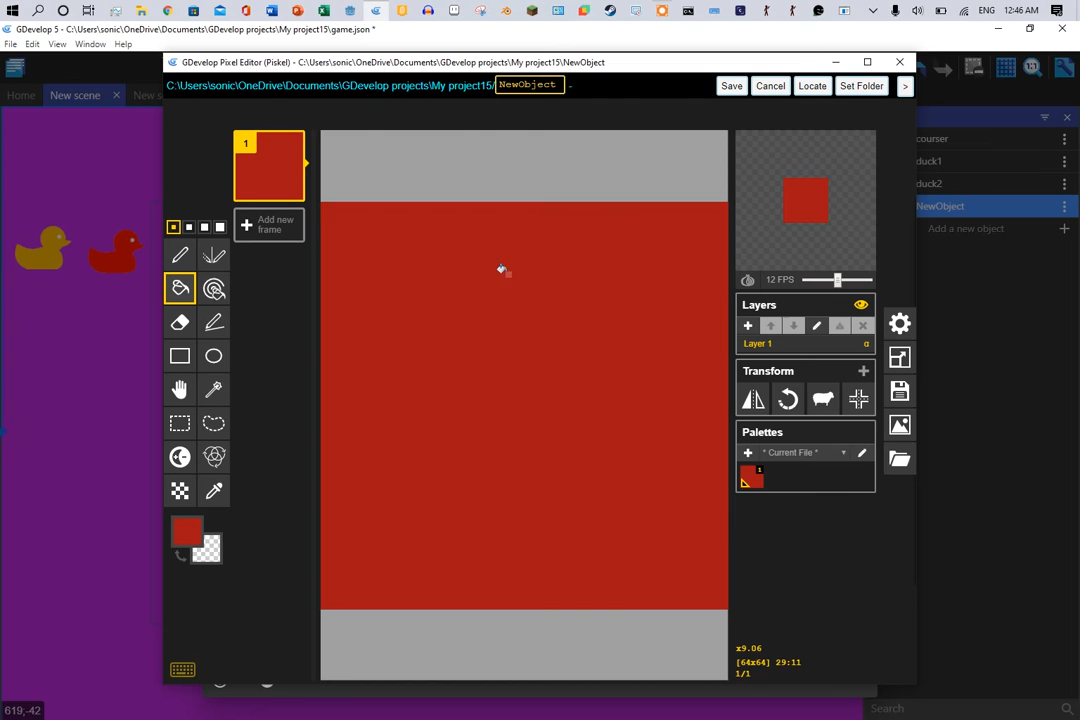 ENG 12:46 AM
GDevelop 5 - C:\Users\sonic\OneDrive\Documents\GDevelop projects\My project15\game.json *
File Edit View Window Help
GDevelop Pixel Editor (Piskel) - C:\Users\sonic\OneDrive\Documents\GDevelop projects\My project15\NewObject
C:\Users\sonic\OneDrive\Documents\GDevelop projects\My project15/ NewObject -
Save Cancel Locate Set Folder >
Home New scene × New s
courser
duck1
duck2
NewObject
Add a new object
1
Add new
frame
12 FPS
Layers
Layer 1 α
Transform
Palettes
* Current File *
1
x9.06
[64x64] 29:11
1/1
619;-42
Search